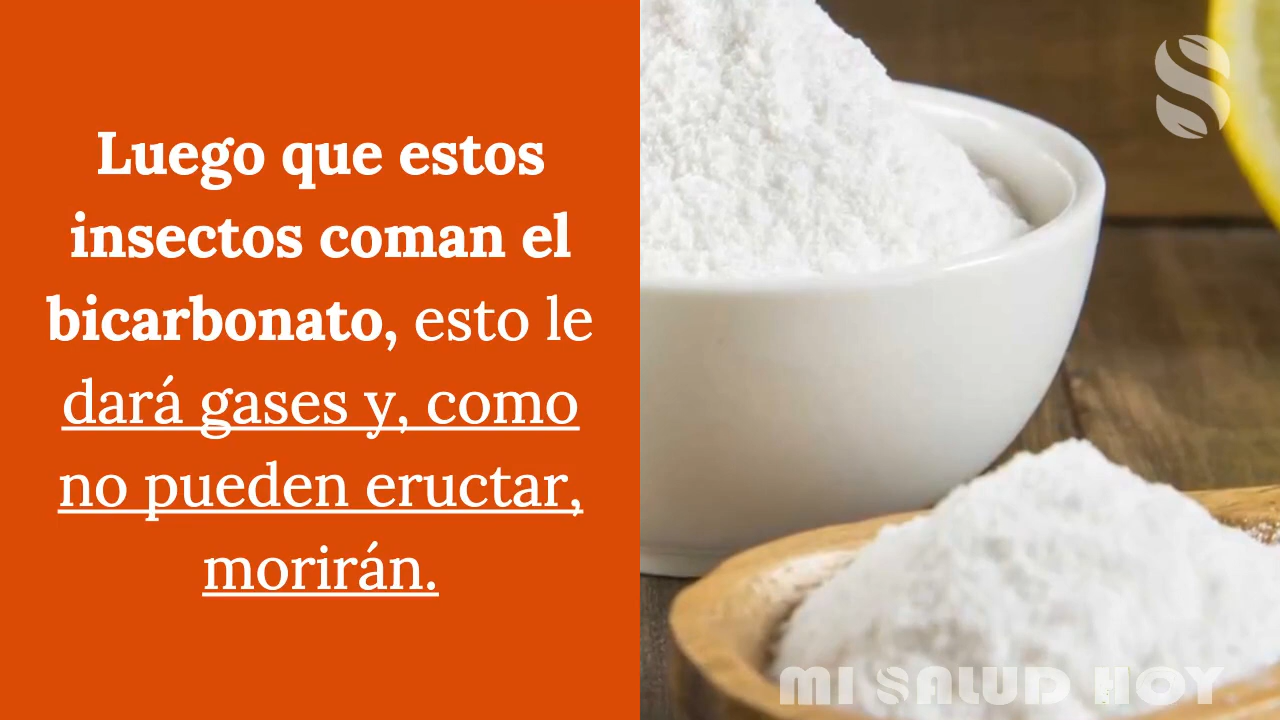 Luego que estos
insectos coman el
bicarbonato, esto le
dará gases y, como
no pueden eructar,
morirán.
MI SALUD HOY